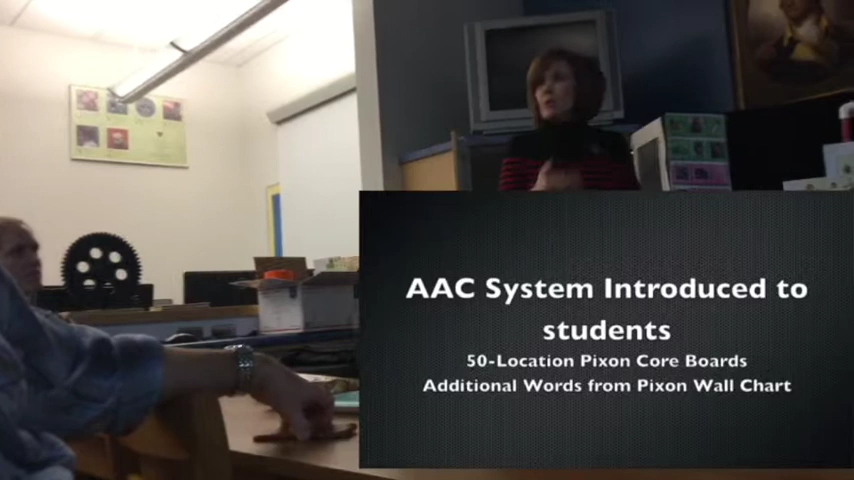 AAC System Introduced to
students
50-Location Pixon Core Boards
Additional Words from Pixon Wall Chart